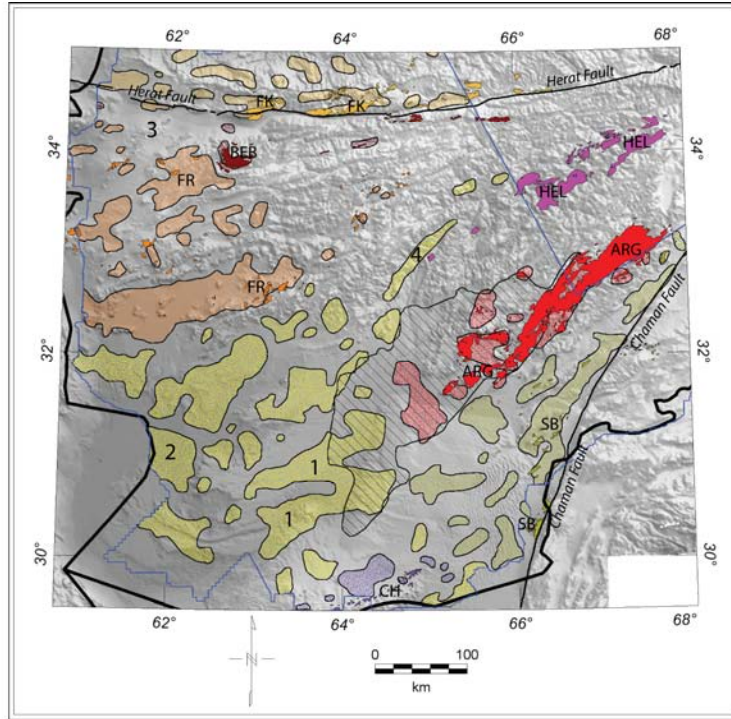 62° 64° 66° 68°
Herat Fault
Herat Fault
FK FK
3
34° 34°
BFB
HEL
FR
HEL
ARG
4
FR
Chaman Fault
32° 32°
ARG
SB
2
1
Chaman Fault
1
SB
30° 30°
CH
62° 64° 66° 68°
N
0 100
km